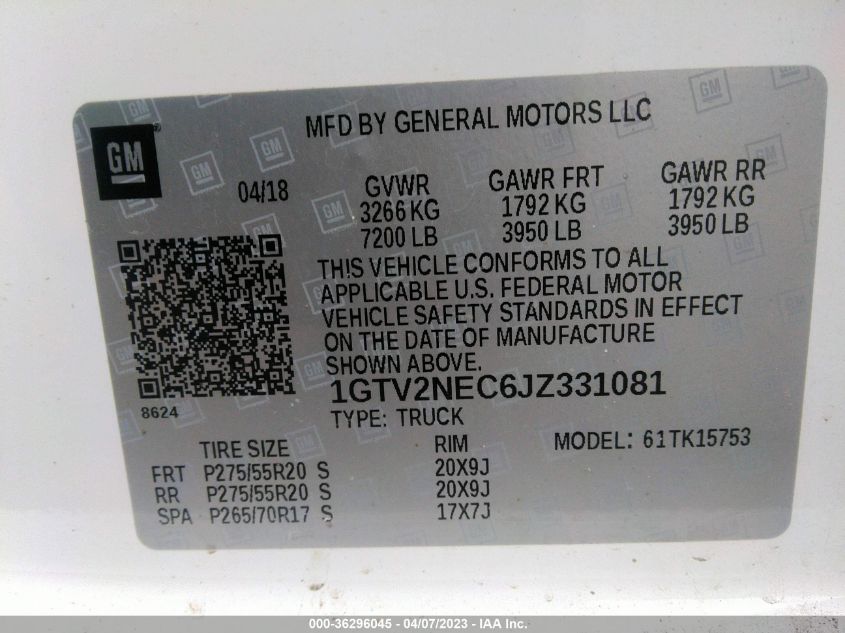 MFD BY GENERAL MOTORS LLC
GM
®
04/18
GVWR GAWR FRT GAWR RR
3266 KG 1792 KG 1792 KG
7200 LB 3950 LB 3950 LB
THIS VEHICLE CONFORMS TO ALL
APPLICABLE U.S. FEDERAL MOTOR
VEHICLE SAFETY STANDARDS IN EFFECT
ON THE DATE OF MANUFACTURE
SHOWN ABOVE.
1GTV2NEC6JZ331081
8624
TYPE: TRUCK
MODEL: 61TK15753
TIRE SIZE RIM
FRT P275/55R20 S 20X9J
RR P275/55R20 S 20X9J
SPA P265/70R17 S 17X7J
000-36296045 - 04/07/2023 - IAA Inc.